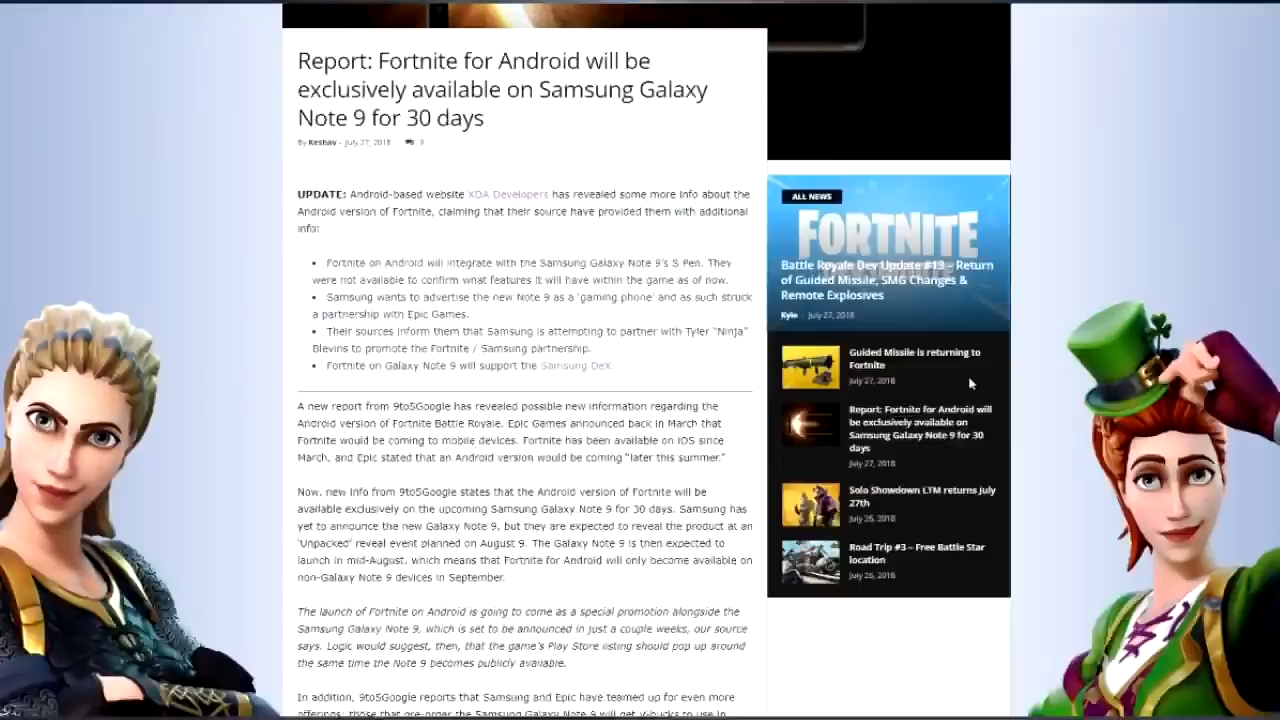 Report: Fortnite for Android will be
exclusively available on Samsung Galaxy
Note 9 for 30 days
By Keshav - July 27, 2018
UPDATE: Android-based website XDA Developers has revealed some more info about the
Android version of Fortnite, claiming that their source have provided them with additional
info:
• Fortnite on Android will integrate with the Samsung Galaxy Note 9's S Pen. They
were not available to confirm what features it will have within the game as of now.
• Samsung wants to advertise the new Note 9 as a 'gaming phone' and as such struck
a partnership with Epic Games.
• Their sources inform them that Samsung is attempting to partner with Tyler "Ninja"
Blevins to promote the Fortnite / Samsung partnership.
• Fortnite on Galaxy Note 9 will support the Samsung DeX.
A new report from 9to5Google has revealed possible new information regarding the
Android version of Fortnite Battle Royale. Epic Games announced back in March that
Fortnite would be coming to mobile devices. Fortnite has been available on iOS since
March, and Epic stated that an Android version would be coming "later this summer."
Now, new info from 9to5Google states that the Android version of Fortnite will be
available exclusively on the upcoming Samsung Galaxy Note 9 for 30 days. Samsung has
yet to announce the new Galaxy Note 9, but they are expected to reveal the product at an
'Unpacked' reveal event planned on August 9. The Galaxy Note 9 is then expected to
launch in mid-August, which means that Fortnite for Android will only become available on
non-Galaxy Note 9 devices in September.
The launch of Fortnite on Android is going to come as a special promotion alongside the
Samsung Galaxy Note 9, which is set to be announced in just a couple weeks, our source
says. Logic would suggest, then, that the game's Play Store listing should pop up around
the same time the Note 9 becomes publicly available.
In addition, 9to5Google reports that Samsung and Epic have teamed up for even more
offerings; those that pre-order the Samsung Galaxy Note 9 will get v-bucks to use in
ALL NEWS
FORTNITE
Battle Royale Dev Update #13 – Return
of Guided Missile, SMG Changes &
Remote Explosives
Kyle - July 27, 2018
Guided Missile is returning to
Fortnite
July 27, 2018
Report: Fortnite for Android will
be exclusively available on
Samsung Galaxy Note 9 for 30
days
July 27, 2018
Solo Showdown LTM returns July
27th
July 26, 2018
Road Trip #3 – Free Battle Star
location
July 26, 2018